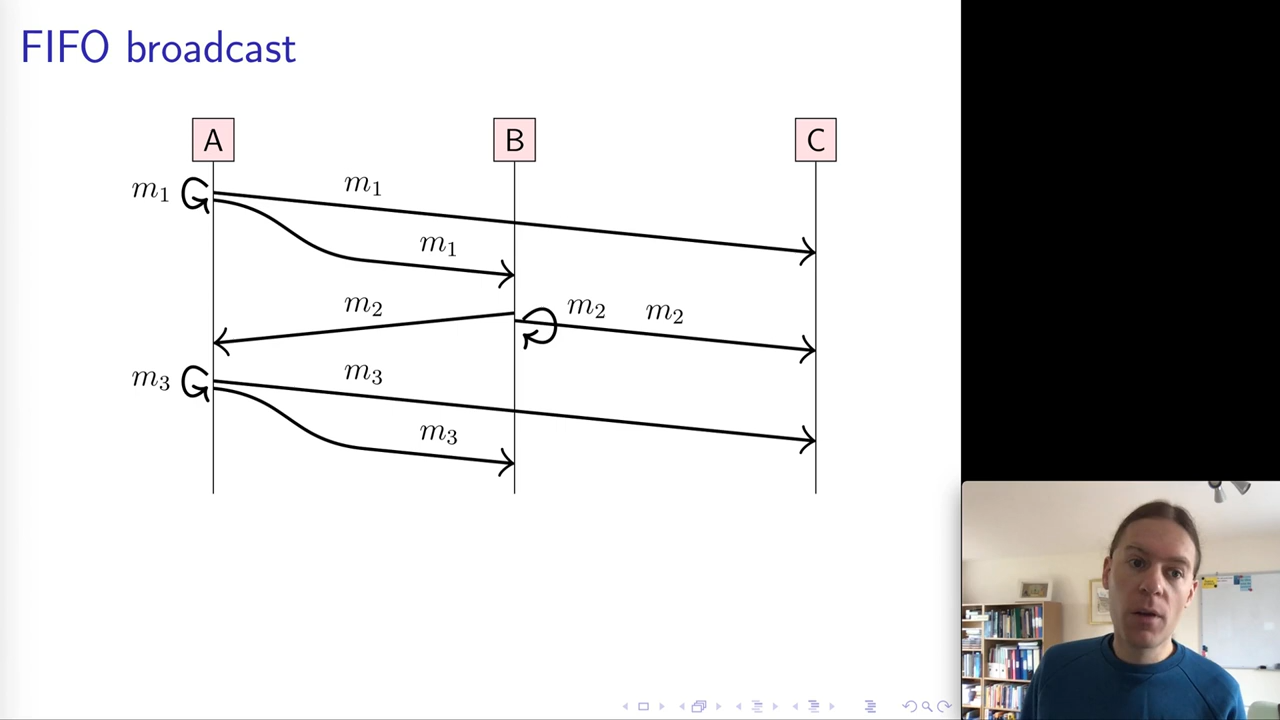 FIFO broadcast
A B C
m₁ m₁
m₁
m₂ m₂ m₂
m₃ m₃
m₃